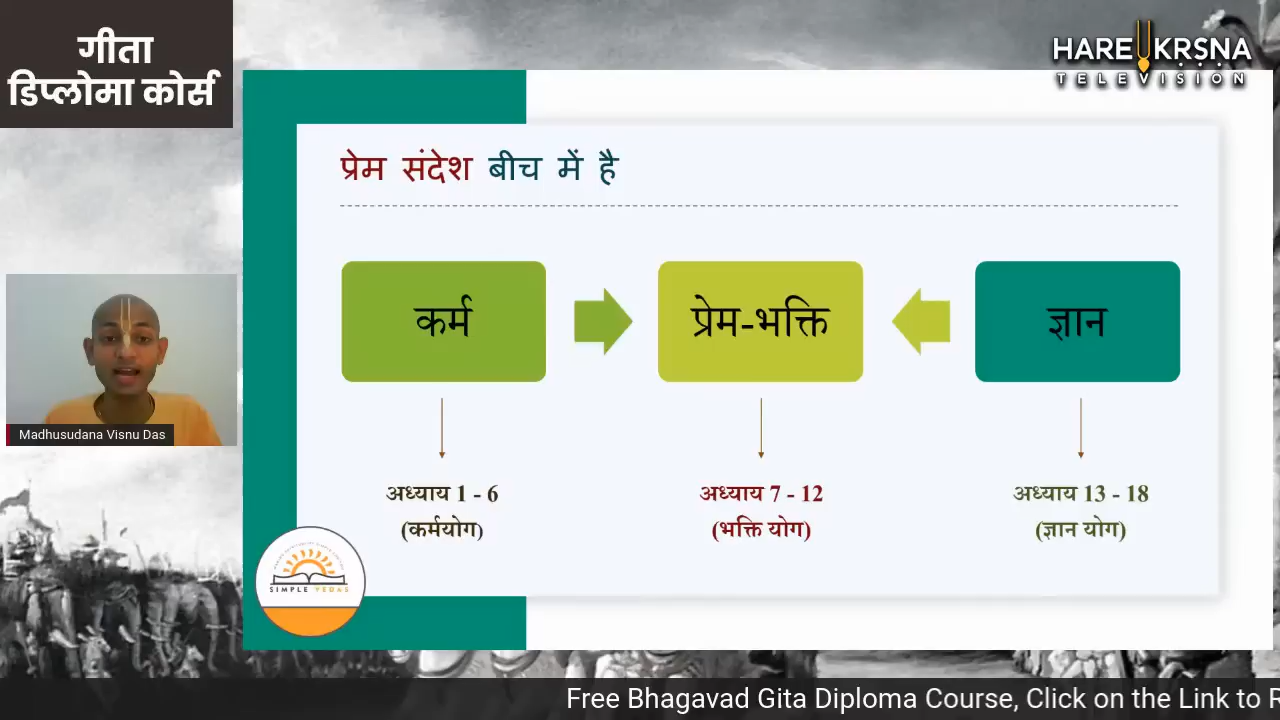 गीता
डिप्लोमा कोर्स
HARE KRSNA
TELEVISION
प्रेम संदेश बीच में है
कर्म
प्रेम-भक्ति
ज्ञान
अध्याय 1 - 6
(कर्मयोग)
अध्याय 7 - 12
(भक्ति योग)
अध्याय 13 - 18
(ज्ञान योग)
Madhusudana Visnu Das
SIMPLE VEDAS
Free Bhagavad Gita Diploma Course, Click on the Link to